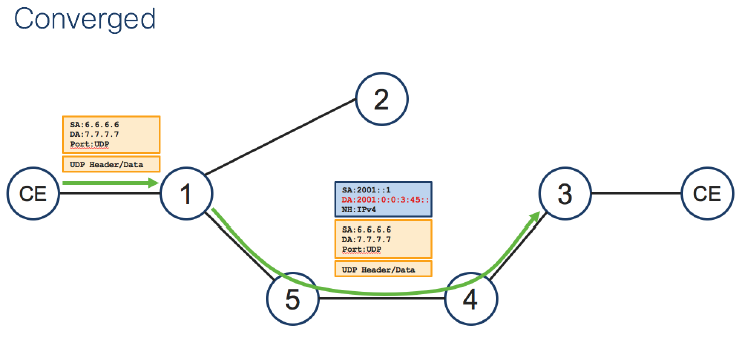 Converged
2
SA:6.6.6.6
DA:7.7.7.7
Port:UDP
UDP Header/Data
CE
1
SA:2001::1
DA:2001:0:0:3:45::
NH:IPv4
SA:6.6.6.6
DA:7.7.7.7
Port:UDP
UDP Header/Data
3
CE
5
4